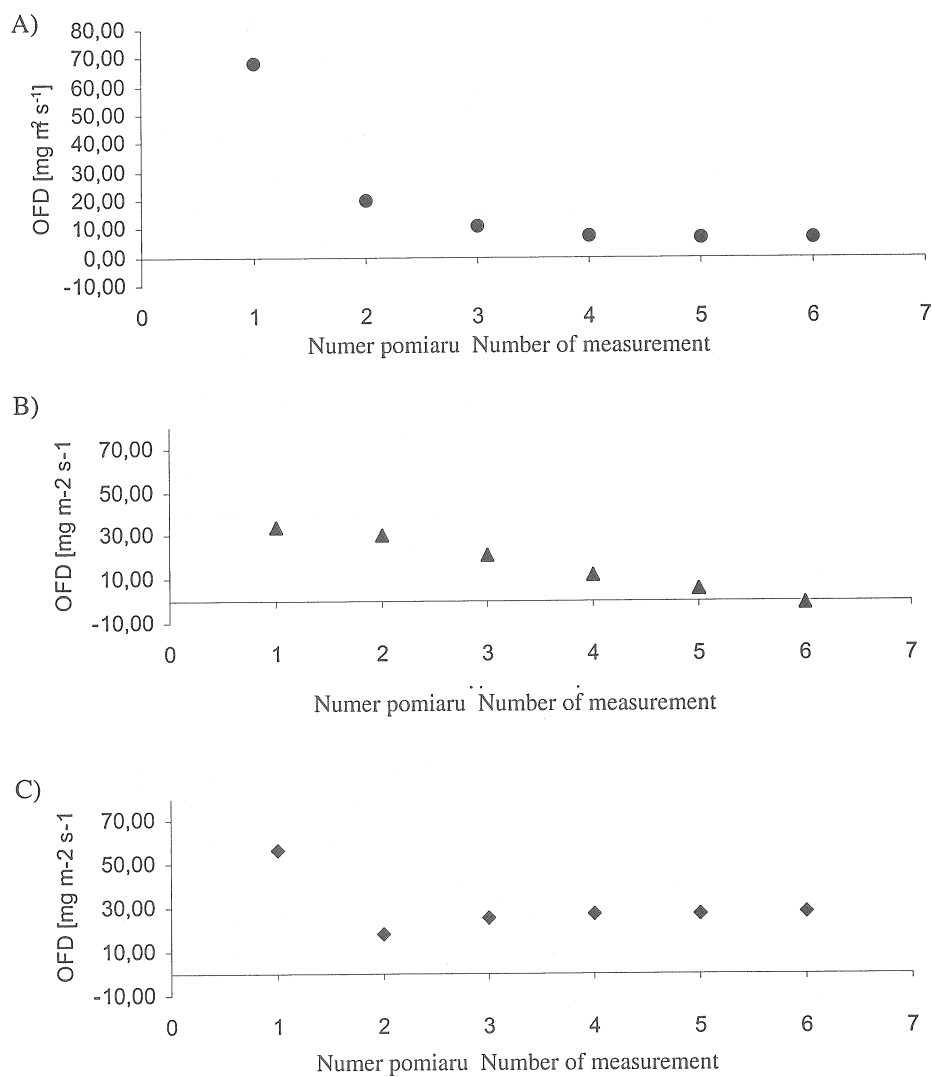 A)
OFD [mg m² s⁻¹]
80,00
70,00
60,00
50,00
40,00
30,00
20,00
10,00
0,00
-10,00
0 1 2 3 4 5 6 7
Numer pomiaru Number of measurement
B)
OFD [mg m-2 s-1
70,00
50,00
30,00
10,00
-10,00
0 1 2 3 4 5 6 7
Numer pomiaru Number of measurement
C)
OFD [mg m-2 s-1
70,00
50,00
30,00
10,00
-10,00
0 1 2 3 4 5 6 7
Numer pomiaru Number of measurement